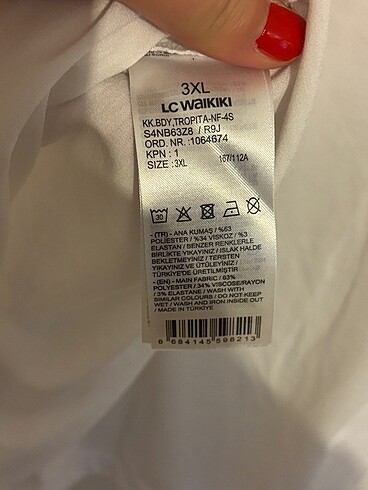 3XL
LC WAIKIKI
KK.BDY,TROPITA-NF-4S
S4NB63Z8 / R9J
ORD. NR. :1064674
KPN : 1
SIZE : 3XL 167/112A
30
-(TR) - ANA KUMAŞ / %63
POLİESTER / %34 VİSKOZ / %3
ELASTAN / BENZER RENKLERLE
BİRLİKTE YIKAYINIZ / ISLAK HALDE
BEKLETMEYİNİZ / TERSTEN
YIKAYINIZ VE ÜTÜLEYİNİZ /
TÜRKİYE'DE ÜRETİLMİŞTİR
-(EN) - MAIN FABRIC / 63%
POLYESTER / 34% VISCOSE/RAYON
/ 3% ELASTANE / WASH WITH
SIMILAR COLOURS / DO NOT KEEP
WET / WASH AND IRON INSIDE OUT
/ MADE IN TÜRKİYE
8 684145 598213